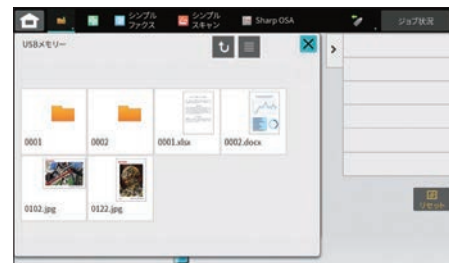 シンプル
ファクス
シンプル
スキャン
Sharp OSA
ジョブ状況
USBメモリー
0001
0002
0001.xlsx
0002.docx
0102.jpg
0122.jpg
リセット